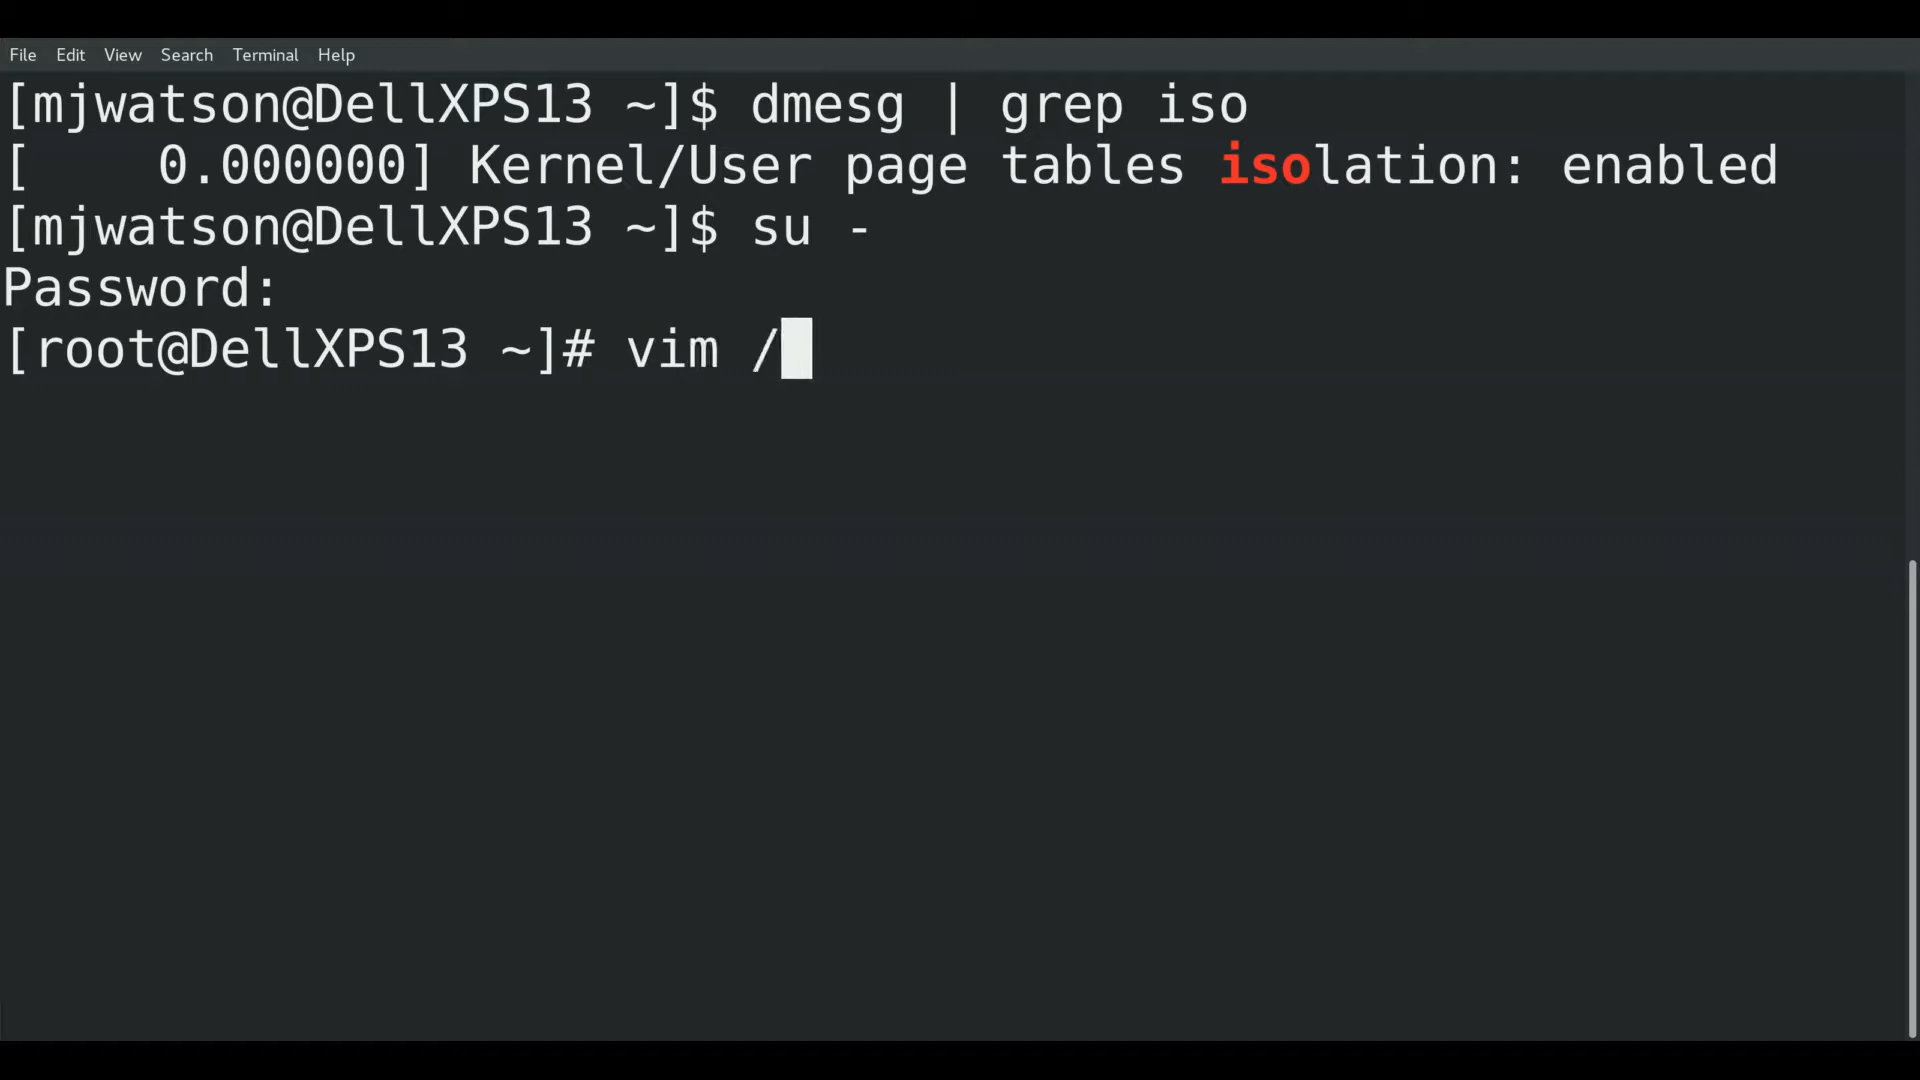 File Edit View Search Terminal Help
[mjwatson@DellXPS13 ~]$ dmesg | grep iso
[    0.000000] Kernel/User page tables isolation: enabled
[mjwatson@DellXPS13 ~]$ su -
Password:
[root@DellXPS13 ~]# vim /